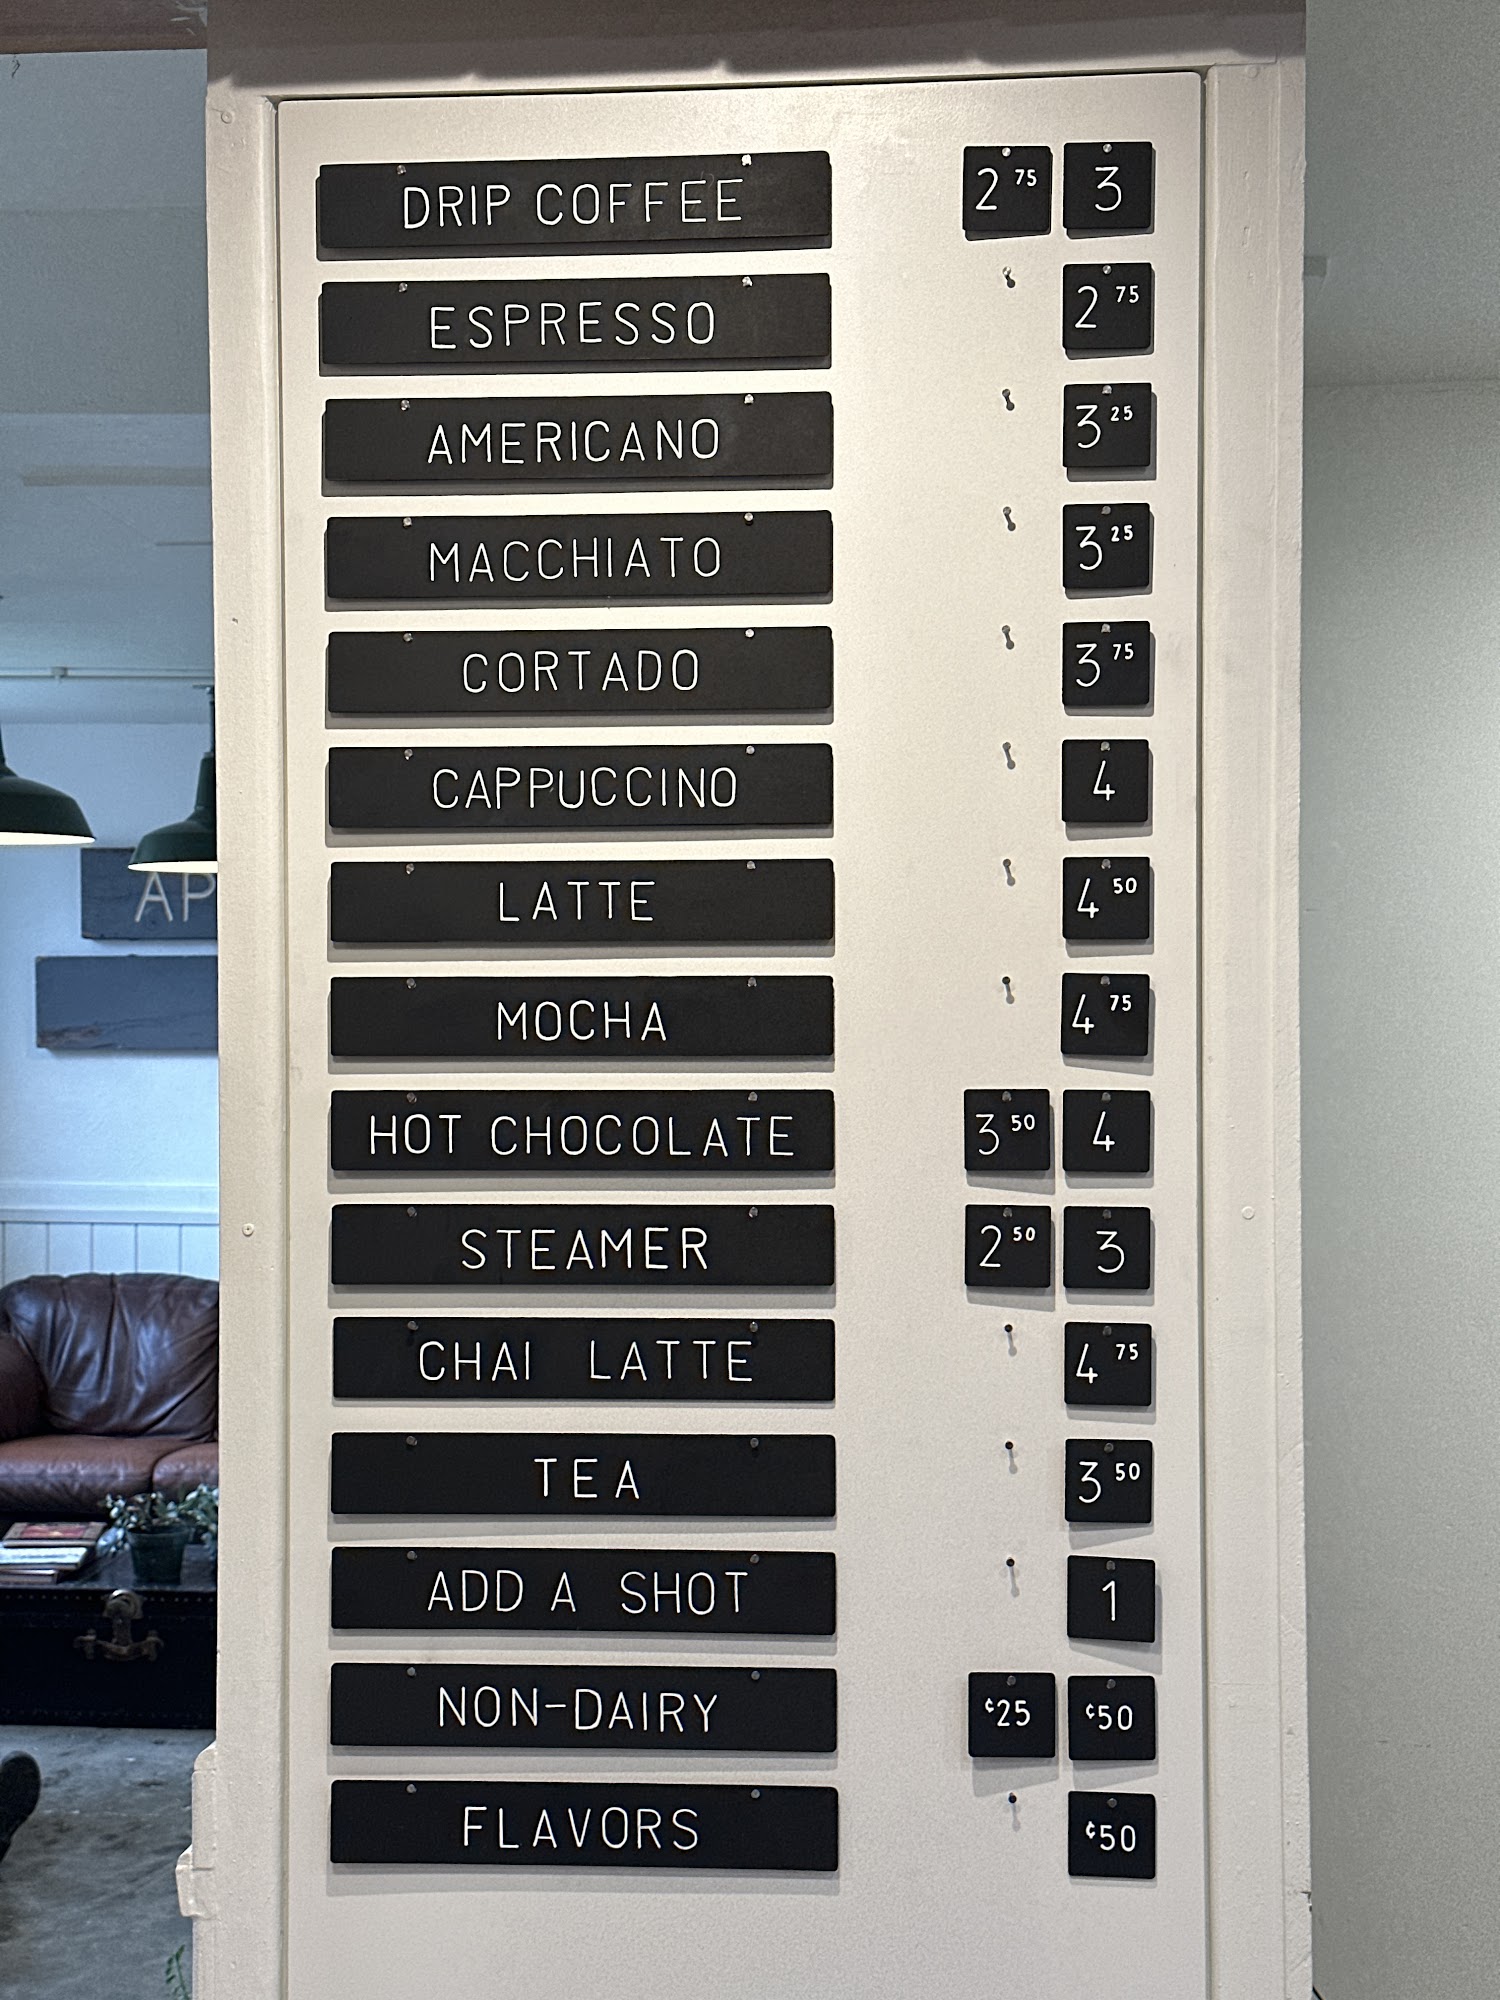 DRIP COFFEE 2 75 3
ESPRESSO 2 75
AMERICANO 3 25
MACCHIATO 3 25
CORTADO 3 75
CAPPUCCINO 4
LATTE 4 50
MOCHA 4 75
HOT CHOCOLATE 3 50 4
STEAMER 2 50 3
CHAI LATTE 4 75
TEA 3 50
ADD A SHOT 1
NON-DAIRY ¢25 ¢50
FLAVORS ¢50
AP